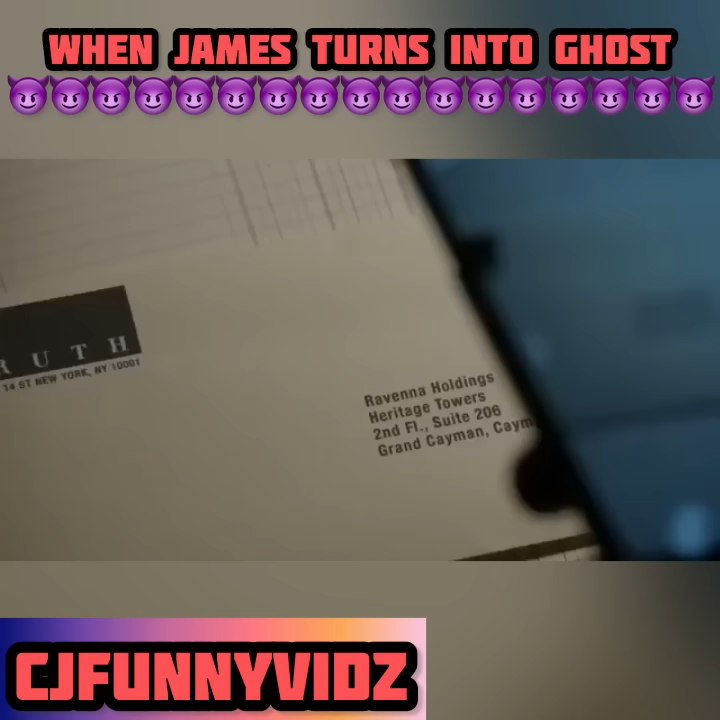 WHEN JAMES TURNS INTO GHOST
RUTH
14 ST NEW YORK, NY 10001
Ravenna Holdings
Heritage Towers
2nd Fl., Suite 206
Grand Cayman, Caym
CJFUNNYVIDZ